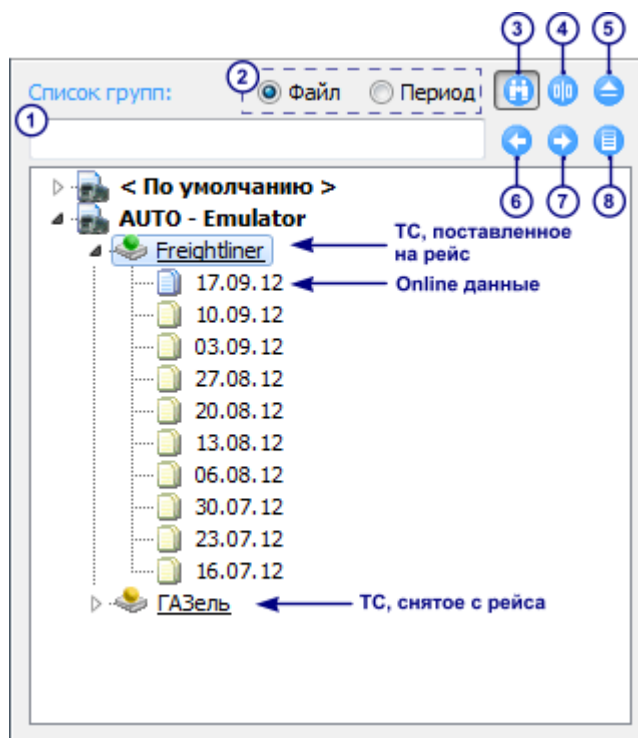 3 4 5
Список групп: 2 Файл Период
1
6 7 8
< По умолчанию >
AUTO - Emulator
ТС, поставленное
на рейс
Freightliner
17.09.12 Online данные
10.09.12
03.09.12
27.08.12
20.08.12
13.08.12
06.08.12
30.07.12
23.07.12
16.07.12
ГАЗель ТС, снятое с рейса